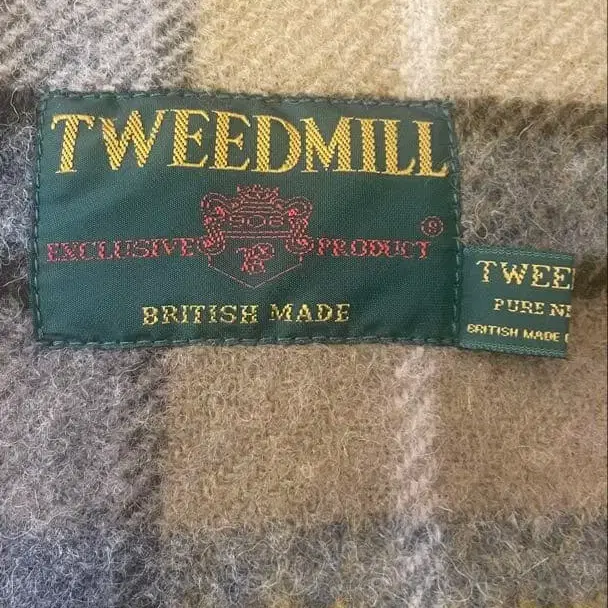 TWEEDMILL
EXCLUSIVE PRODUCT
BRITISH MADE
TWEE
PURE N
BRITISH MADE